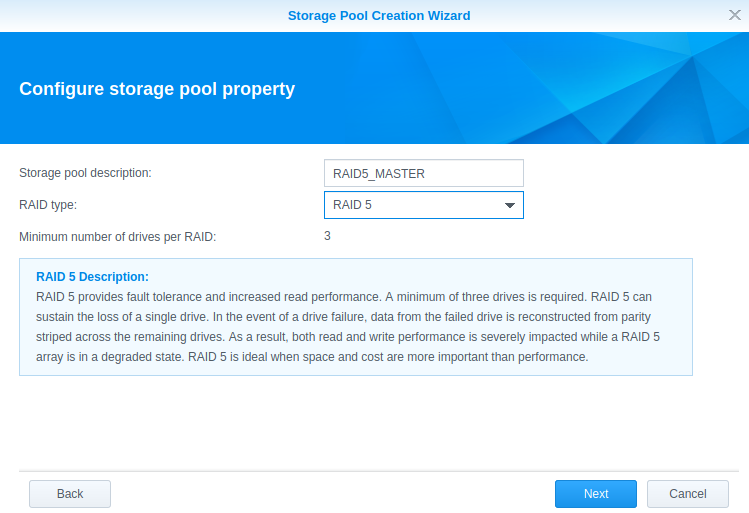 Storage Pool Creation Wizard
Configure storage pool property
Storage pool description: RAID5_MASTER
RAID type: RAID 5
Minimum number of drives per RAID: 3
RAID 5 Description:
RAID 5 provides fault tolerance and increased read performance. A minimum of three drives is required. RAID 5 can
sustain the loss of a single drive. In the event of a drive failure, data from the failed drive is reconstructed from parity
striped across the remaining drives. As a result, both read and write performance is severely impacted while a RAID 5
array is in a degraded state. RAID 5 is ideal when space and cost are more important than performance.
Back Next Cancel